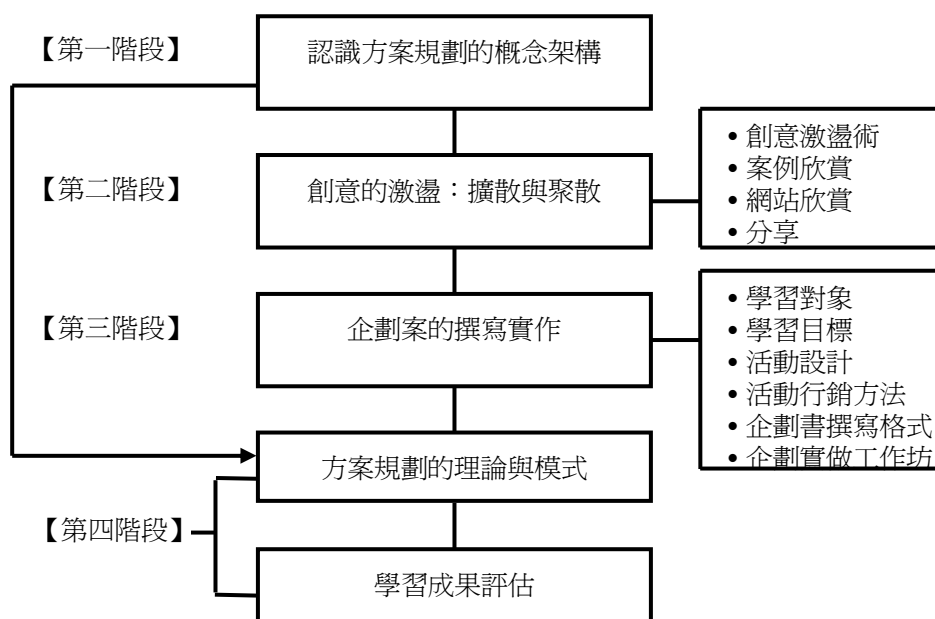 【第一階段】
認識方案規劃的概念架構
【第二階段】
創意的激盪：擴散與聚散
• 創意激盪術
• 案例欣賞
• 網站欣賞
• 分享
【第三階段】
企劃案的撰寫實作
• 學習對象
• 學習目標
• 活動設計
• 活動行銷方法
• 企劃書撰寫格式
• 企劃實做工作坊
方案規劃的理論與模式
【第四階段】
學習成果評估